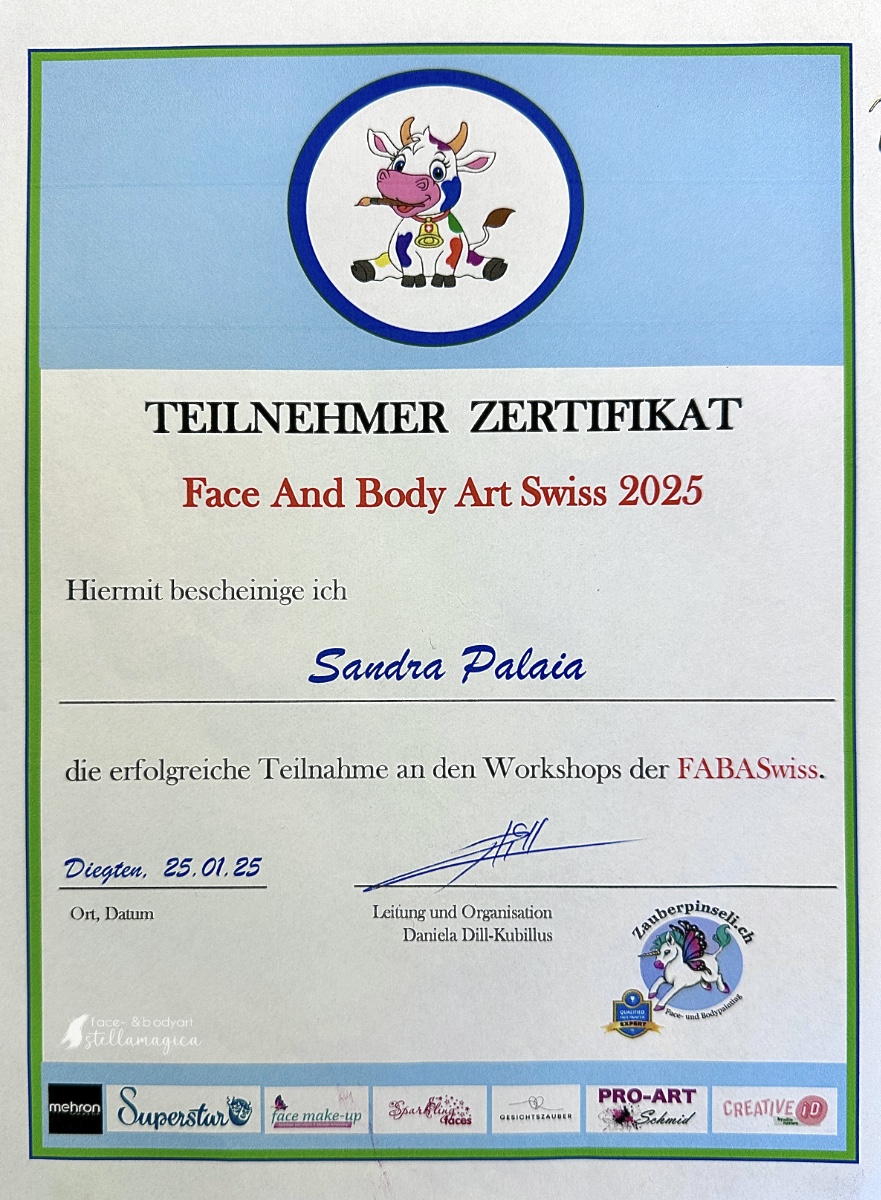 TEILNEHMER ZERTIFIKAT
Face And Body Art Swiss 2025
Hiermit bescheinige ich
Sandra Palaia
die erfolgreiche Teilnahme an den Workshops der FABASwiss.
Diegten, 25.01.25
Ort, Datum
Leitung und Organisation
Daniela Dill-Kubillus
Zauberpinseli.ch
Face- und Bodypainting
QUALIFIED
EXPERT
face- & bodyart
stellamagica
mehron
Superstar
face make-up
Sparkling
faces
GESICHTSZAUBER
PRO-ART
Schmid
CREATIVE iD